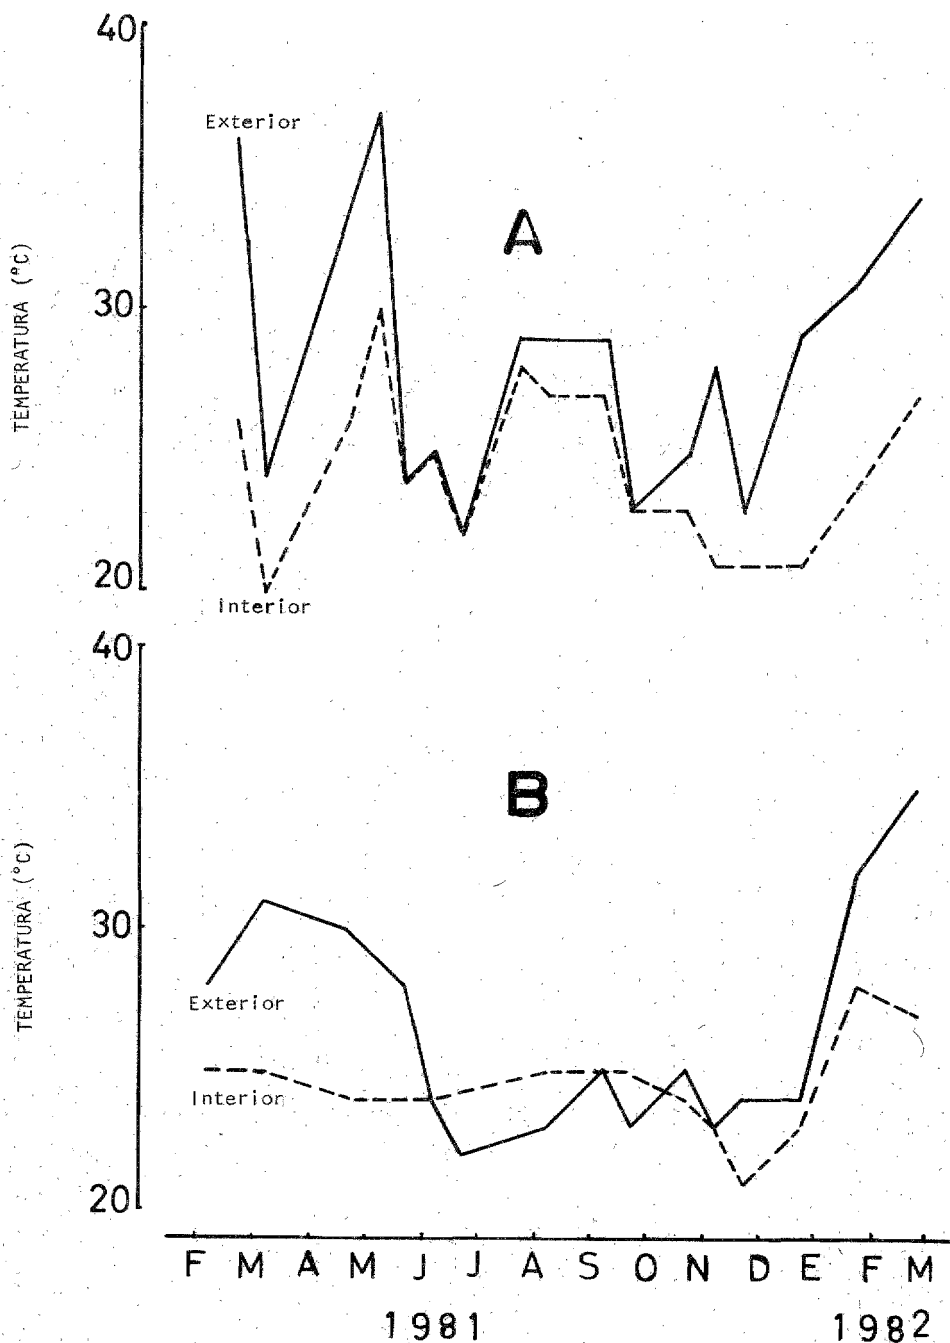 40
Exterior
A
TEMPERATURA (°C)
30
20
Interior
40
B
TEMPERATURA (°C)
30
Exterior
Interior
20
F M A M J J A S O N D E F M
1981 1982